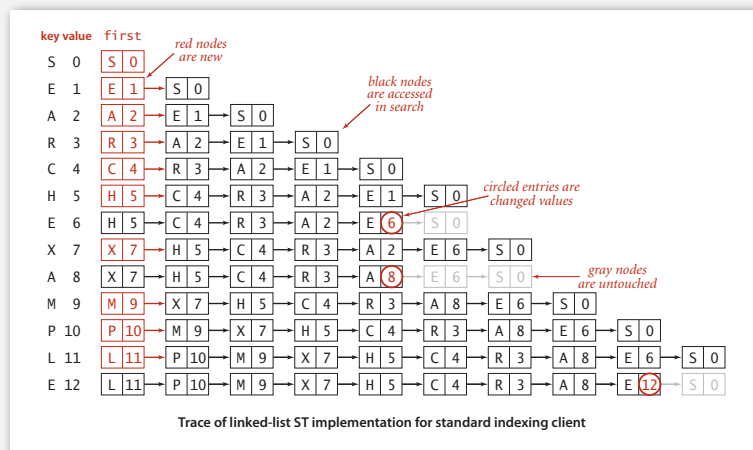 key value first
red nodes
are new
S 0 S 0
E 1 E 1 S 0
black nodes
are accessed
in search
A 2 A 2 E 1 S 0
R 3 R 3 A 2 E 1 S 0
C 4 C 4 R 3 A 2 E 1 S 0
circled entries are
changed values
H 5 H 5 C 4 R 3 A 2 E 1 S 0
E 6 H 5 C 4 R 3 A 2 E 6 S 0
X 7 X 7 H 5 C 4 R 3 A 2 E 6 S 0
A 8 X 7 H 5 C 4 R 3 A 8 E 6 S 0
gray nodes
are untouched
M 9 M 9 X 7 H 5 C 4 R 3 A 8 E 6 S 0
P 10 P 10 M 9 X 7 H 5 C 4 R 3 A 8 E 6 S 0
L 11 L 11 P 10 M 9 X 7 H 5 C 4 R 3 A 8 E 6 S 0
E 12 L 11 P 10 M 9 X 7 H 5 C 4 R 3 A 8 E 12 S 0
Trace of linked-list ST implementation for standard indexing client